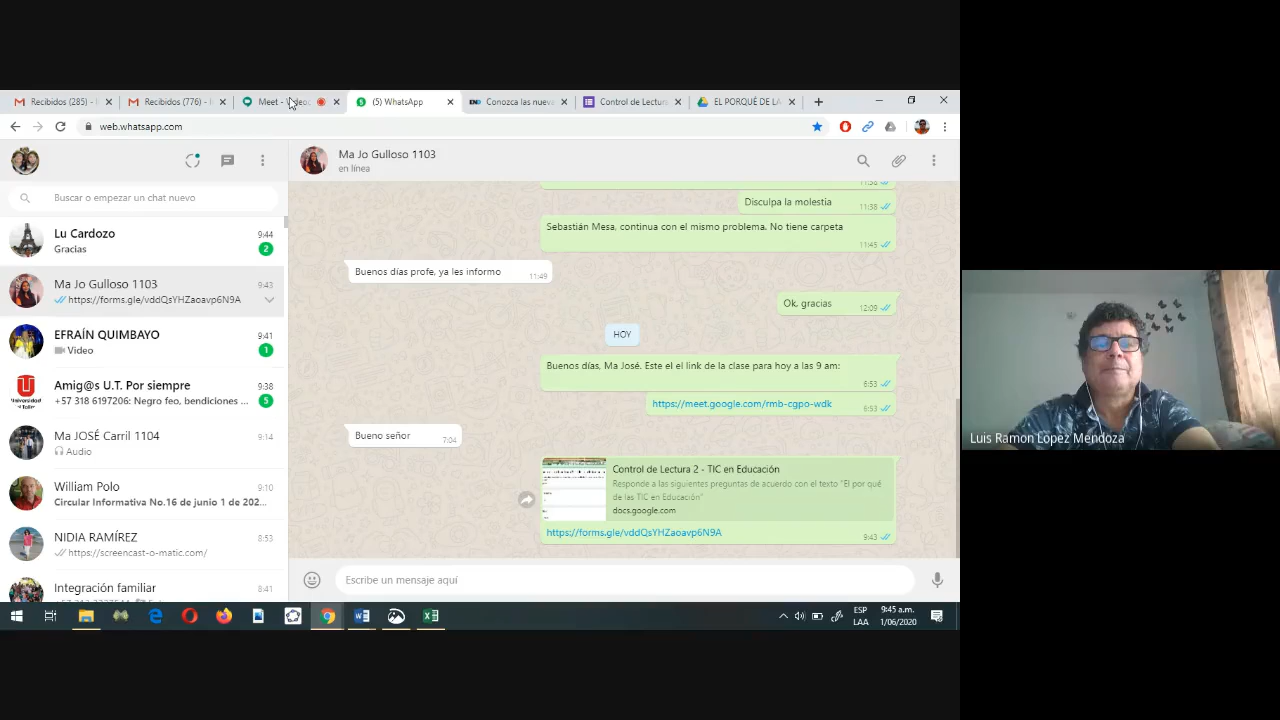 Recibidos (285) - I
Recibidos (776) - I
Meet - Videoc
(5) WhatsApp
Conozca las nueva
Control de Lectura
EL PORQUÉ DE LA
web.whatsapp.com
Ma Jo Gulloso 1103
en línea
Buscar o empezar un chat nuevo
Lu Cardozo 9:44
Gracias 2
Ma Jo Gulloso 1103 9:43
https://forms.gle/vddQsYHZaoavp6N9A
EFRAÍN QUIMBAYO 9:41
Video 1
Amig@s U.T. Por siempre 9:38
+57 318 6197206: Negro feo, bendiciones ... 5
Ma JOSÉ Carril 1104 9:14
Audio
William Polo 9:10
Circular Informativa No.16 de junio 1 de 202...
NIDIA RAMÍREZ 8:53
https://screencast-o-matic.com/
Integración familiar 8:41
11:38
Disculpa la molestia 11:38
Sebastián Mesa, continua con el mismo problema. No tiene carpeta
11:45
Buenos días profe, ya les informo 11:49
Ok, gracias 12:09
HOY
Buenos días, Ma José. Este el el link de la clase para hoy a las 9 am:
6:53
https://meet.google.com/rmb-cgpo-wdk 6:53
Bueno señor 7:04
Control de Lectura 2 - TIC en Educación
Responde a las siguientes preguntas de acuerdo con el texto "El por qué
de las TIC en Educación"
docs.google.com
https://forms.gle/vddQsYHZaoavp6N9A 9:43
Escribe un mensaje aquí
ESP
LAA
9:45 a.m.
1/06/2020
Luis Ramon Lopez Mendoza